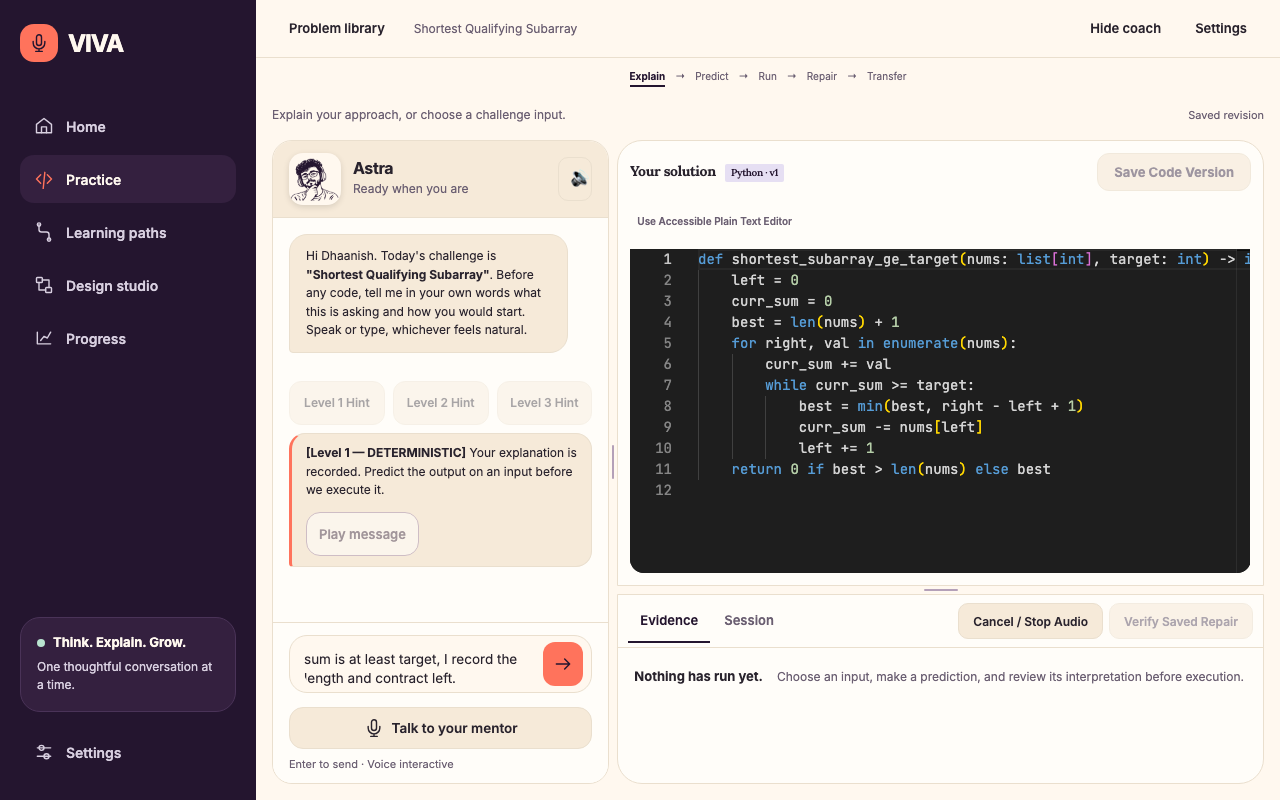 VIVA
Home
Practice
Learning paths
Design studio
Progress
Think. Explain. Grow.
One thoughtful conversation at
a time.
Settings
Problem library
Shortest Qualifying Subarray
Hide coach
Settings
Explain → Predict → Run → Repair → Transfer
Explain your approach, or choose a challenge input.
Saved revision
Astra
Ready when you are
Hi Dhaanish. Today's challenge is
"Shortest Qualifying Subarray". Before
any code, tell me in your own words what
this is asking and how you would start.
Speak or type, whichever feels natural.
Level 1 Hint
Level 2 Hint
Level 3 Hint
[Level 1 — DETERMINISTIC] Your explanation is
recorded. Predict the output on an input before
we execute it.
Play message
sum is at least target, I record the
length and contract left.
Talk to your mentor
Enter to send · Voice interactive
Your solution
Python · v1
Save Code Version
Use Accessible Plain Text Editor
1 def shortest_subarray_ge_target(nums: list[int], target: int) -> i
2 left = 0
3 curr_sum = 0
4 best = len(nums) + 1
5 for right, val in enumerate(nums):
6 curr_sum += val
7 while curr_sum >= target:
8 best = min(best, right - left + 1)
9 curr_sum -= nums[left]
10 left += 1
11 return 0 if best > len(nums) else best
12
Evidence
Session
Cancel / Stop Audio
Verify Saved Repair
Nothing has run yet. Choose an input, make a prediction, and review its interpretation before execution.